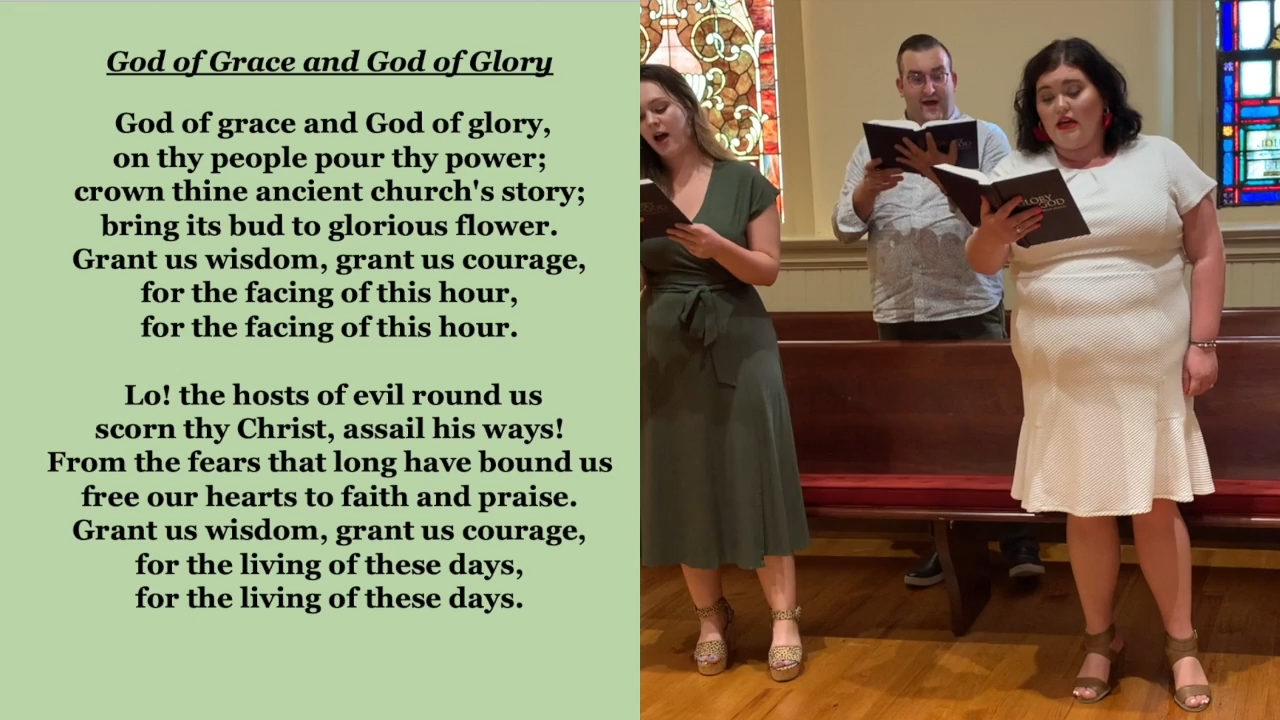 God of Grace and God of Glory
God of grace and God of glory,
on thy people pour thy power;
crown thine ancient church's story;
bring its bud to glorious flower.
Grant us wisdom, grant us courage,
for the facing of this hour,
for the facing of this hour.
Lo! the hosts of evil round us
scorn thy Christ, assail his ways!
From the fears that long have bound us
free our hearts to faith and praise.
Grant us wisdom, grant us courage,
for the living of these days,
for the living of these days.
GLORY
GOD